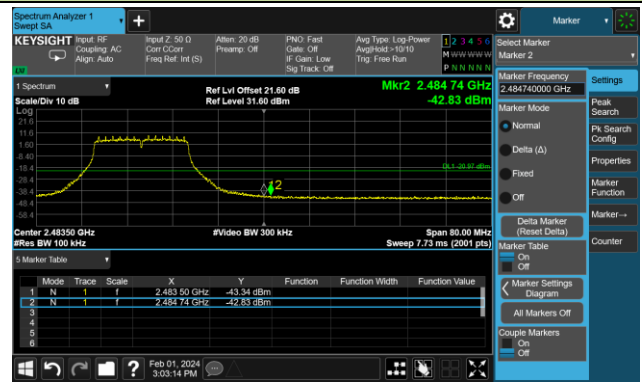 Spectrum Analyzer 1
Swept SA
Marker
KEYSIGHT
Input: RF
Coupling: AC
Align: Auto
Input Z: 50 Ω
Corr CCorr
Freq Ref: Int (S)
Atten: 20 dB
Preamp: Off
PNO: Fast
Gate: Off
IF Gain: Low
Sig Track: Off
Avg Type: Log-Power
Avg|Hold:>10/10
Trig: Free Run
1 2 3 4 5 6
M W W W W W
P N N N N N
LW
Select Marker
Marker 2
1 Spectrum
Scale/Div 10 dB
Log
Ref Lvl Offset 21.60 dB
Ref Level 31.60 dBm
Mkr2 2.484 74 GHz
-42.83 dBm
21.6
11.6
1.60
-8.40
-18.4
-28.4
-38.4
-48.4
-58.4
DL1 -20.97 dBm
2
Center 2.48350 GHz
#Res BW 100 kHz
#Video BW 300 kHz
Span 80.00 MHz
Sweep 7.73 ms (2001 pts)
5 Marker Table
Mode Trace Scale X Y Function Function Width Function Value
1 N 1 f 2.483 50 GHz -43.34 dBm
2 N 1 f 2.484 74 GHz -42.83 dBm
3
4
5
6
Marker Frequency
2.484740000 GHz
Marker Mode
Normal
Delta (Δ)
Fixed
Off
Delta Marker
(Reset Delta)
Marker Table
On
Off
Marker Settings
Diagram
All Markers Off
Couple Markers
On
Off
Settings
Peak
Search
Pk Search
Config
Properties
Marker
Function
Marker→
Counter
Feb 01, 2024
3:03:14 PM